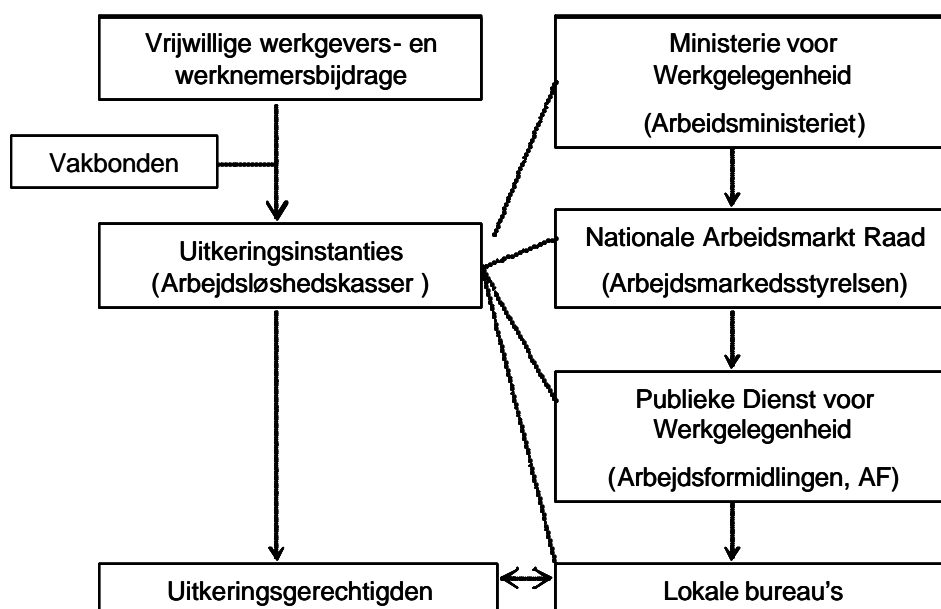 Vrijwillige werkgevers- en
werknemersbijdrage
Vakbonden
Uitkeringsinstanties
(Arbejdsløshedskasser )
Uitkeringsgerechtigden
Ministerie voor
Werkgelegenheid
(Arbeidsministeriet)
Nationale Arbeidsmarkt Raad
(Arbejdsmarkedsstyrelsen)
Publieke Dienst voor
Werkgelegenheid
(Arbejdsformidlingen, AF)
Lokale bureau's